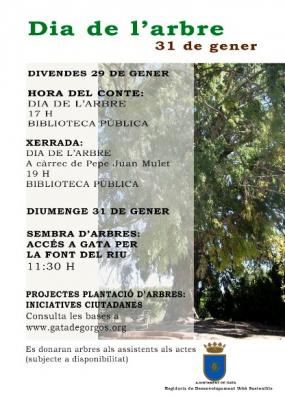 Dia de l'arbre
31 de gener
DIVENDES 29 DE GENER
HORA DEL CONTE:
DIA DE L'ARBRE
17 H
BIBLIOTECA PÚBLICA
XERRADA:
DIA DE L'ARBRE
A càrrec de Pepe Juan Mulet
19 H
BIBLIOTECA PÚBLICA
DIUMENGE 31 DE GENER
SEMBRA D'ARBRES:
ACCÉS A GATA PER
LA FONT DEL RIU
11:30 H
PROJECTES PLANTACIÓ D'ARBRES:
INICIATIVES CIUTADANES
Consulta les bases a
www.gatadegorgos.org
Es donaran arbres als assistents als actes
(subjecte a disponibilitat)
AJUNTAMENT DE GATA
Regidoria de Desenvolupament Urbà Sostenible